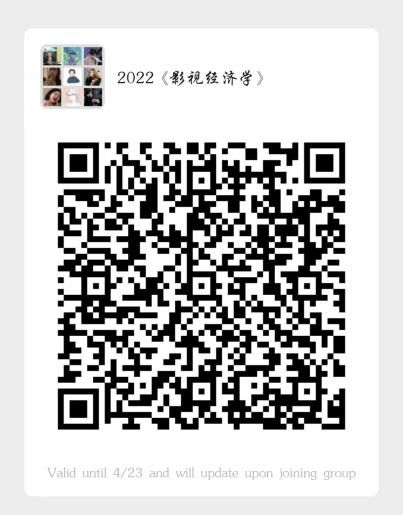 2022《影视经济学》
Valid until 4/23 and will update upon joining group